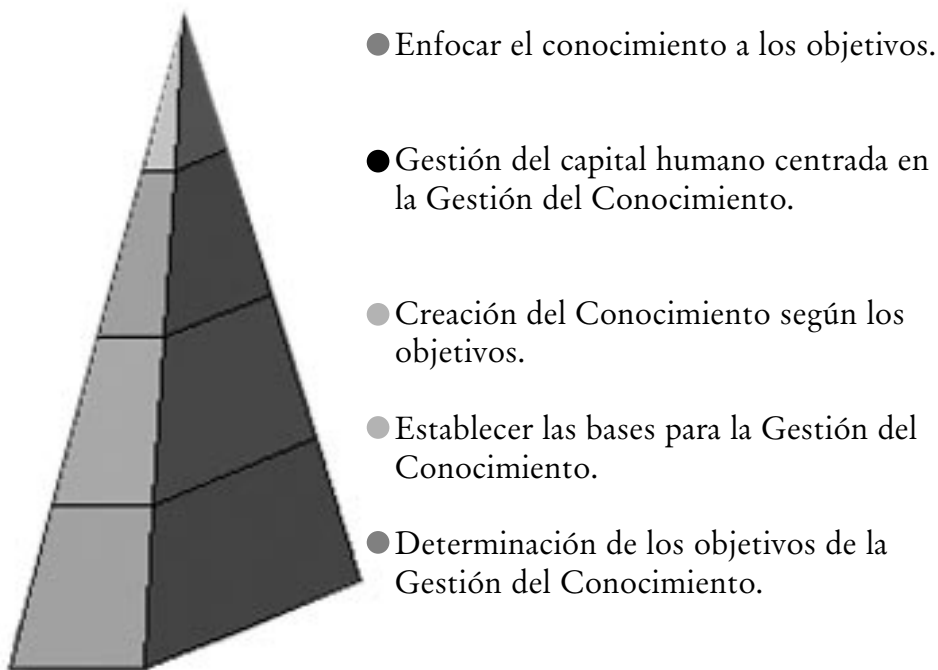 Enfocar el conocimiento a los objetivos.
Gestión del capital humano centrada en
la Gestión del Conocimiento.
Creación del Conocimiento según los
objetivos.
Establecer las bases para la Gestión del
Conocimiento.
Determinación de los objetivos de la
Gestión del Conocimiento.